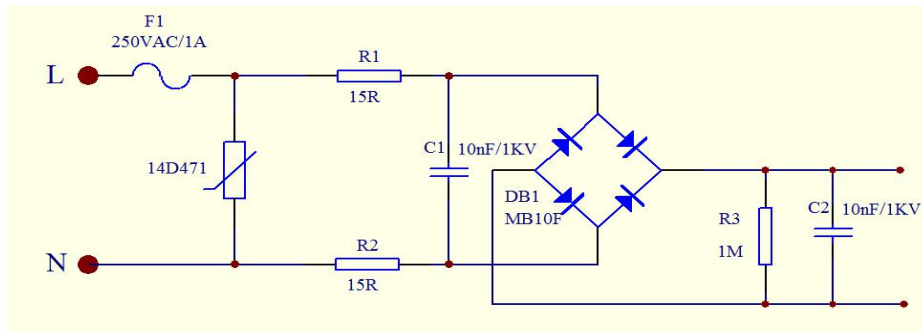 F1
250VAC/1A
L
R1
15R
14D471
C1
10nF/1KV
DB1
MB10F
R3
1M
C2
10nF/1KV
N
R2
15R